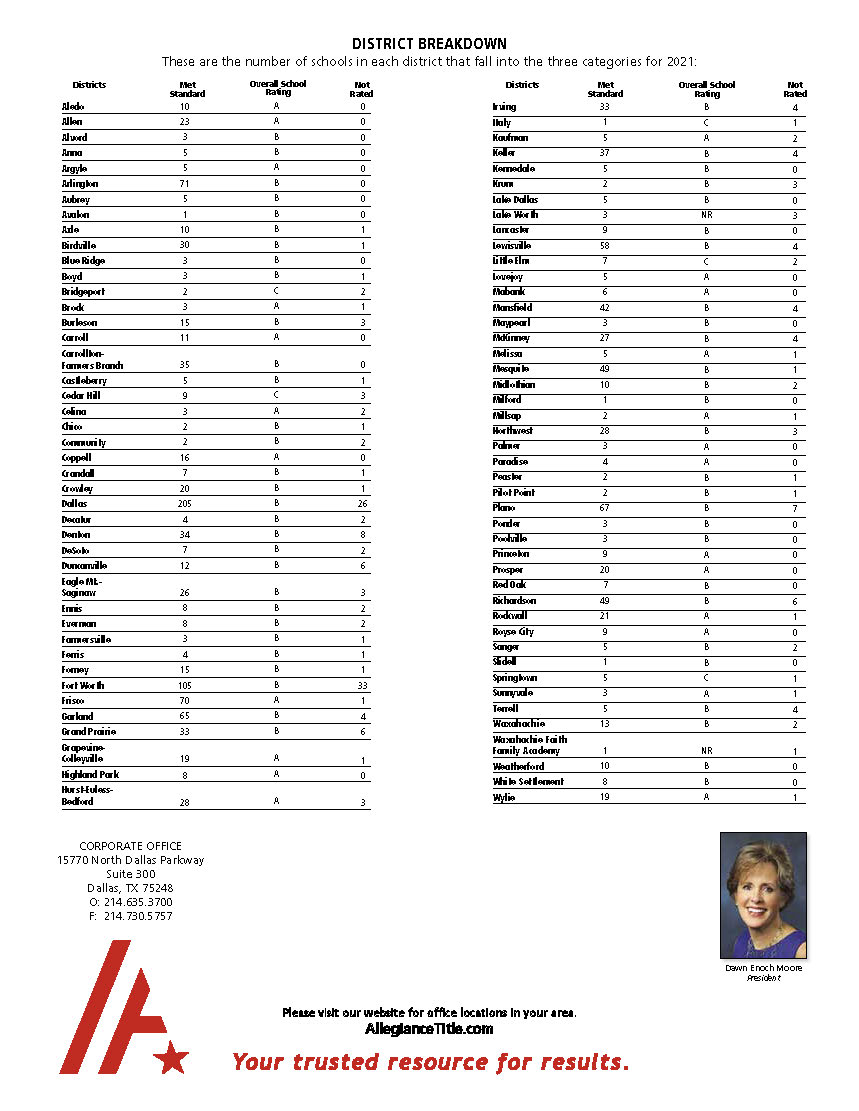 DISTRICT BREAKDOWN
These are the number of schools in each district that fall into the three categories for 2021:
Districts Met Standard Overall School Rating Not Rated
Aledo 10 A 0
Allen 23 A 0
Alvord 3 B 0
Anna 5 B 0
Argyle 5 A 0
Arlington 71 B 0
Aubrey 5 B 0
Avalon 1 B 0
Azle 10 B 1
Birdville 30 B 1
Blue Ridge 3 B 0
Boyd 3 B 1
Bridgeport 2 C 2
Brock 3 A 1
Burleson 15 B 3
Carroll 11 A 0
Carrollton-
Farmers Branch 35 B 0
Castleberry 5 B 1
Cedar Hill 9 C 3
Celina 3 A 2
Chico 2 B 1
Community 2 B 2
Coppell 16 A 0
Crandall 7 B 1
Crowley 20 B 1
Dallas 205 B 26
Decatur 4 B 2
Denton 34 B 8
DeSoto 7 B 2
Duncanville 12 B 6
Eagle Mt.-
Saginaw 26 B 3
Ennis 8 B 2
Everman 8 B 2
Farmersville 3 B 1
Ferris 4 B 1
Forney 15 B 1
Fort Worth 105 B 33
Frisco 70 A 1
Garland 65 B 4
Grand Prairie 33 B 6
Grapevine-
Colleyville 19 A 1
Highland Park 8 A 0
Hurst-Euless-
Bedford 28 A 3
Districts Met Standard Overall School Rating Not Rated
Irving 33 B 4
Italy 1 C 1
Kaufman 5 A 2
Keller 37 B 4
Kennedale 5 B 0
Krum 2 B 3
Lake Dallas 5 B 0
Lake Worth 3 NR 3
Lancaster 9 B 0
Lewisville 58 B 4
Little Elm 7 C 2
Lovejoy 5 A 0
Mabank 6 A 0
Mansfield 42 B 4
Maypearl 3 B 0
McKinney 27 B 4
Melissa 5 A 1
Mesquite 49 B 1
Midlothian 10 B 2
Milford 1 B 0
Millsap 2 A 1
Northwest 28 B 3
Palmer 3 A 0
Paradise 4 A 0
Peaster 2 B 1
Pilot Point 2 B 1
Plano 67 B 7
Ponder 3 B 0
Poolville 3 B 0
Princeton 9 A 0
Prosper 20 A 0
Red Oak 7 B 0
Richardson 49 B 6
Rockwall 21 A 1
Royse City 9 A 0
Sanger 5 B 2
Slidell 1 B 0
Springtown 5 C 1
Sunnyvale 3 A 1
Terrell 5 B 4
Waxahachie 13 B 2
Waxahachie Faith
Family Academy 1 NR 1
Weatherford 10 B 0
White Settlement 8 B 0
Wylie 19 A 1
CORPORATE OFFICE
15770 North Dallas Parkway
Suite 300
Dallas, TX 75248
O: 214.635.3700
F: 214.730.5757
Dawn Enoch Moore
President
Please visit our website for office locations in your area.
AllegianceTitle.com
Your trusted resource for results.